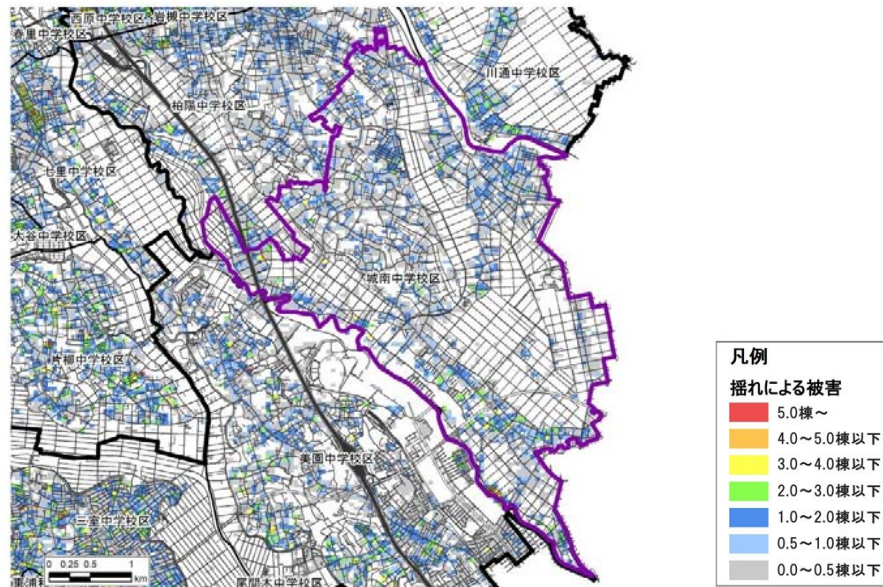 西原中学校区
岩槻中学校区
春里中学校区
川通中学校区
柏陽中学校区
七里中学校区
大谷中学校区
城南中学校区
片柳中学校区
美園中学校区
三室中学校区
尾間木中学校区
0 0.25 0.5 1
km
凡例
揺れによる被害
5.0棟～
4.0～5.0棟以下
3.0～4.0棟以下
2.0～3.0棟以下
1.0～2.0棟以下
0.5～1.0棟以下
0.0～0.5棟以下